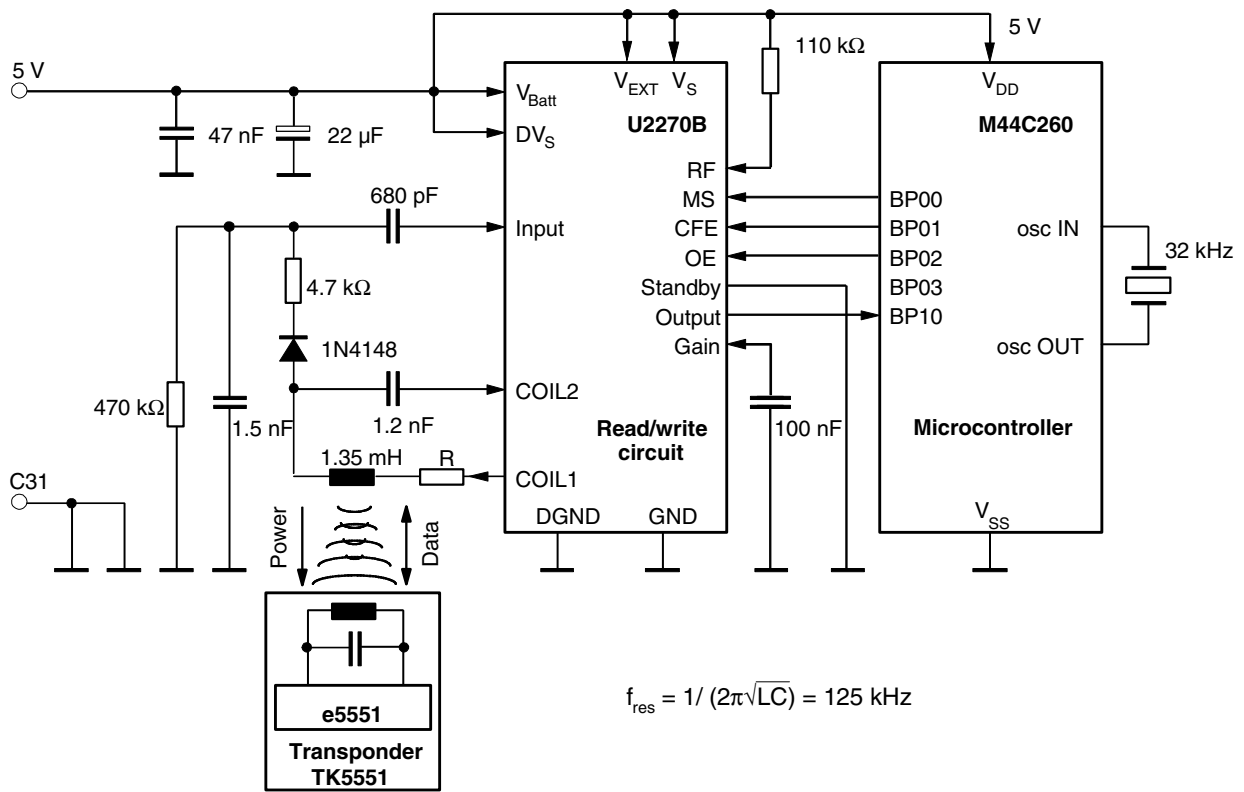 5 V
47 nF
22 µF
5 V
110 kΩ
V_Batt
DV_S
V_EXT
V_S
U2270B
RF
MS
CFE
OE
Standby
Output
Gain
Input
COIL2
COIL1
Read/write
circuit
DGND
GND
V_DD
M44C260
BP00
BP01
BP02
BP03
BP10
osc IN
osc OUT
32 kHz
Microcontroller
V_SS
680 pF
4.7 kΩ
1N4148
470 kΩ
1.5 nF
1.2 nF
1.35 mH
R
100 nF
C31
Power
Data
e5551
Transponder
TK5551
f_res = 1/ (2π√LC) = 125 kHz